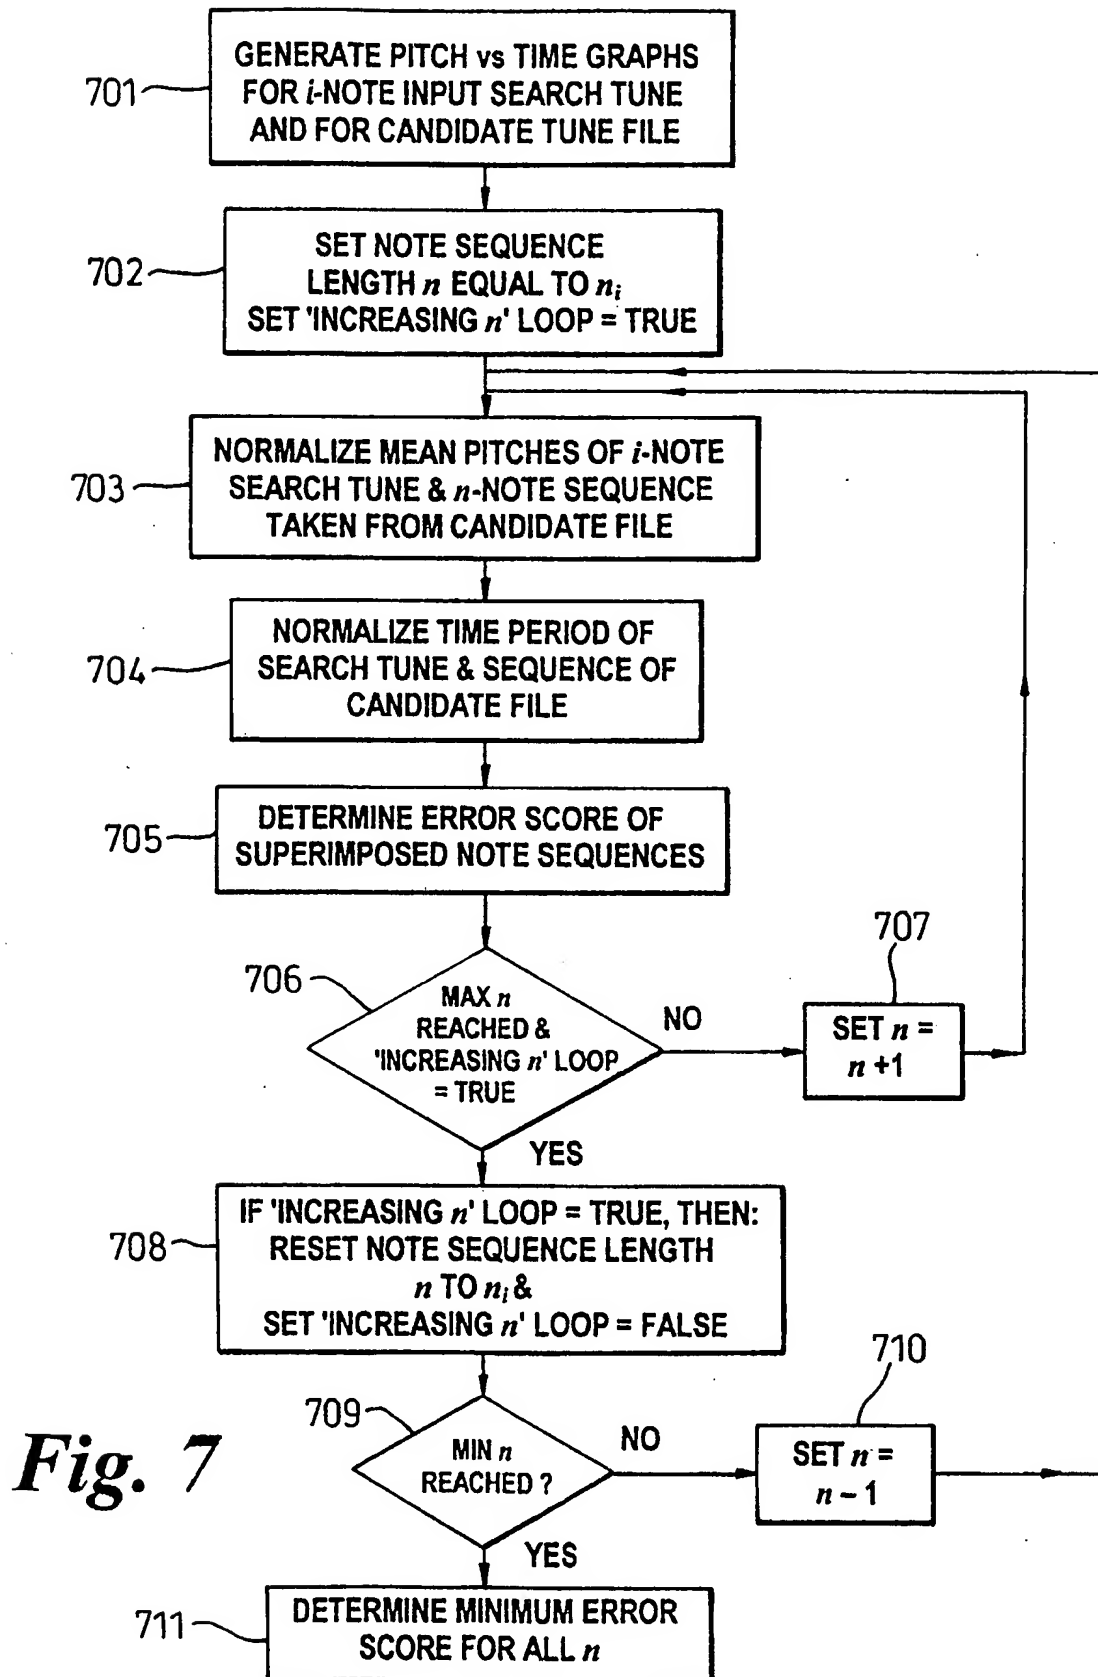 701
GENERATE PITCH vs TIME GRAPHS
FOR i-NOTE INPUT SEARCH TUNE
AND FOR CANDIDATE TUNE FILE
702
SET NOTE SEQUENCE
LENGTH n EQUAL TO ni
SET 'INCREASING n' LOOP = TRUE
703
NORMALIZE MEAN PITCHES OF i-NOTE
SEARCH TUNE & n-NOTE SEQUENCE
TAKEN FROM CANDIDATE FILE
704
NORMALIZE TIME PERIOD OF
SEARCH TUNE & SEQUENCE OF
CANDIDATE FILE
705
DETERMINE ERROR SCORE OF
SUPERIMPOSED NOTE SEQUENCES
706
MAX n
REACHED &
'INCREASING n' LOOP
= TRUE
NO
707
SET n =
n +1
YES
708
IF 'INCREASING n' LOOP = TRUE, THEN:
RESET NOTE SEQUENCE LENGTH
n TO ni &
SET 'INCREASING n' LOOP = FALSE
709
MIN n
REACHED ?
NO
710
SET n =
n – 1
YES
Fig. 7
711
DETERMINE MINIMUM ERROR
SCORE FOR ALL n